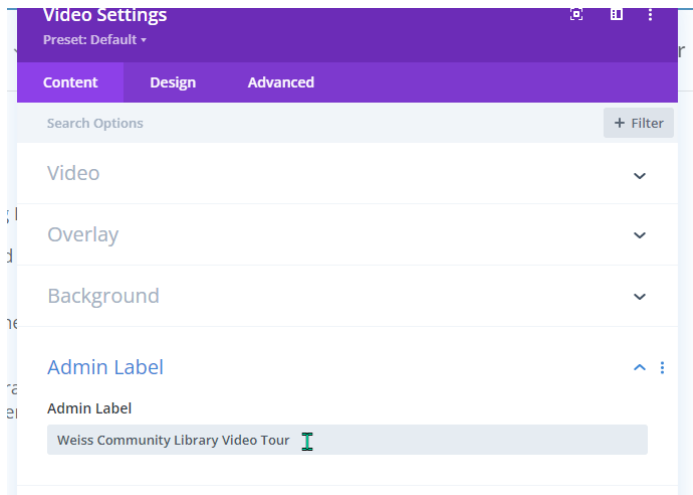 Video Settings
Preset: Default
Content Design Advanced
Search Options
+ Filter
Video
Overlay
Background
Admin Label
Admin Label
Weiss Community Library Video Tour